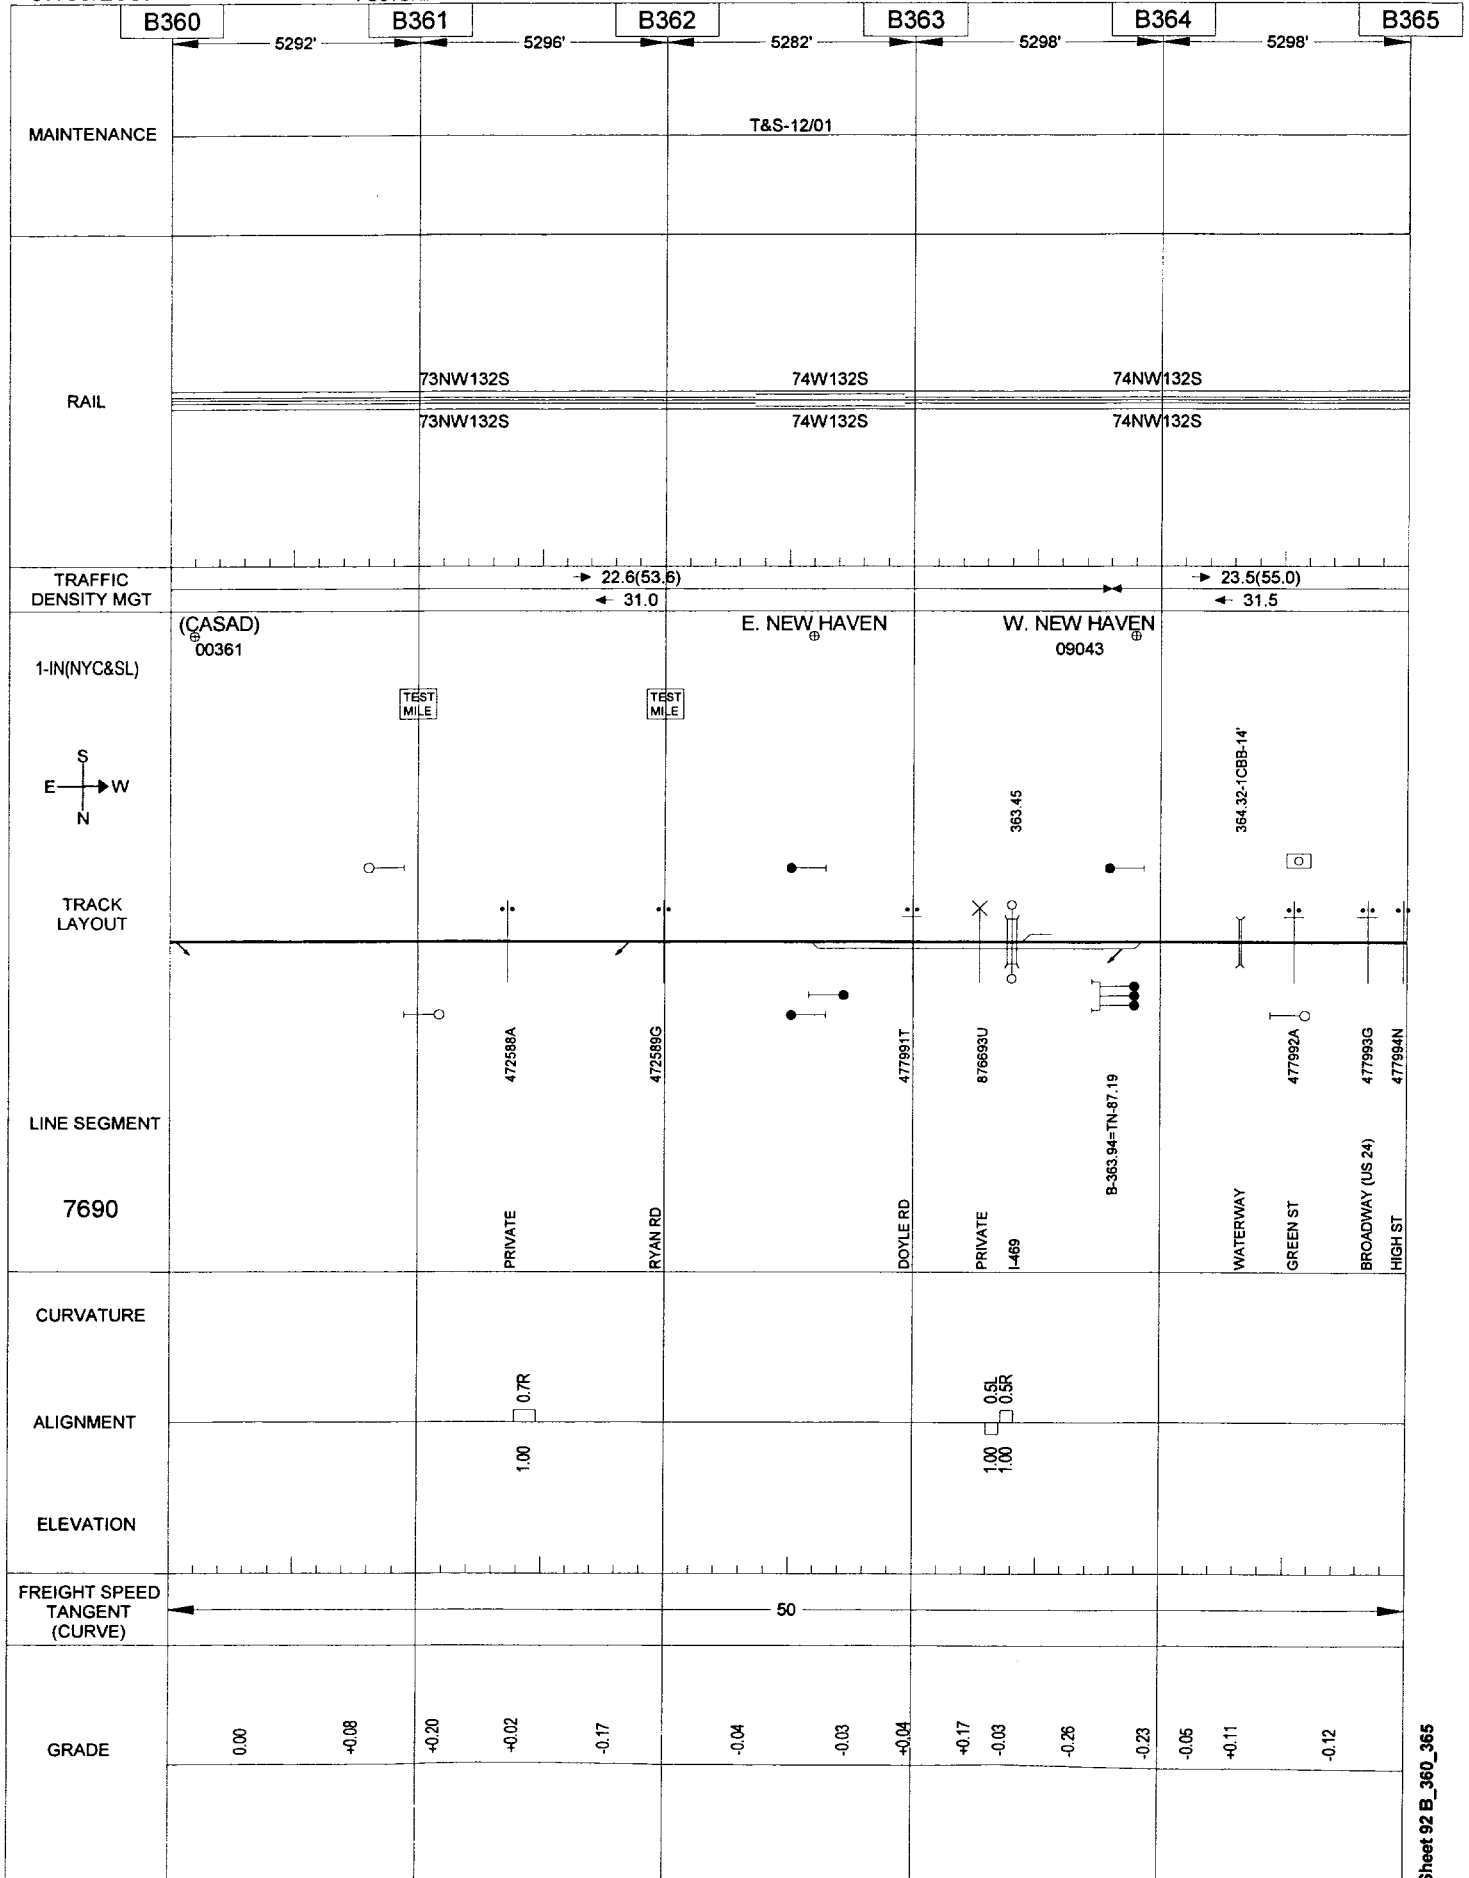 B360 B361 B362 B363 B364 B365
5292' 5296' 5282' 5298' 5298'
MAINTENANCE
T&S-12/01
RAIL
73NW132S 74W132S 74NW132S
73NW132S 74W132S 74NW132S
TRAFFIC
DENSITY MGT
22.6(53.6) 23.5(55.0)
31.0 31.5
(CASAD) E. NEW HAVEN W. NEW HAVEN
00361 09043
1-IN(NYC&SL)
TEST
MILE
TEST
MILE
S
E W
N
363.45
364.32-1CBB-14'
TRACK
LAYOUT
472588A
472589G
477991T
876693U
477992A
477993G
477994N
B-363.94=TN-87.19
LINE SEGMENT
7690
PRIVATE
RYAN RD
DOYLE RD
PRIVATE
I-469
WATERWAY
GREEN ST
BROADWAY (US 24)
HIGH ST
CURVATURE
0.7R
0.5L
0.5R
ALIGNMENT
1.00
1.00
1.00
ELEVATION
FREIGHT SPEED
TANGENT
(CURVE)
50
GRADE
0.00
+0.08
+0.20
+0.02
-0.17
-0.04
-0.03
+0.04
+0.17
-0.03
-0.26
-0.23
-0.05
+0.11
-0.12
Sheet 92 B_360_365